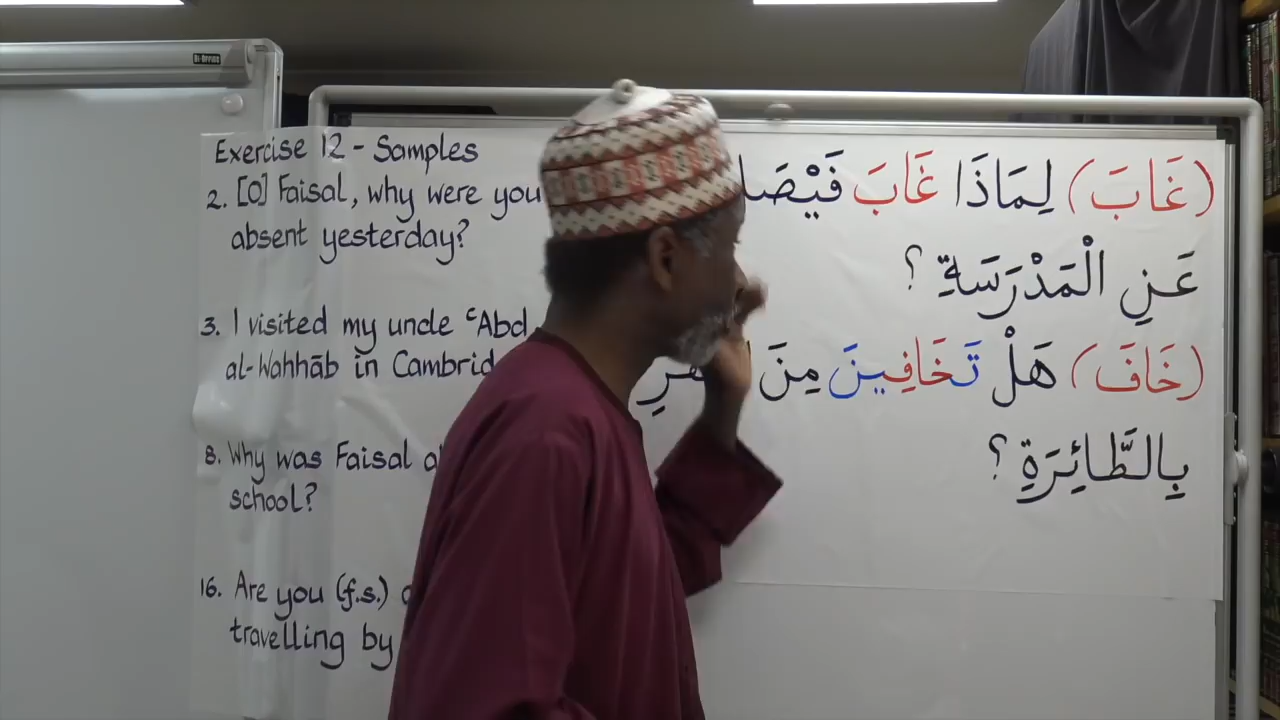 Exercise 12 - Samples
2. [O] Faisal, why were you
absent yesterday?
3. I visited my uncle ᶜAbd
al-Wahhāb in Cambrid
8. Why was Faisal
school?
16. Are you (f.s.)
travelling by
(غَابَ) لِمَاذَا غَابَ فَيْصَل
عَنِ الْمَدْرَسَةِ ؟
(خَافَ) هَلْ تَخَافِينَ مِنَ
بِالطَّائِرَةِ ؟